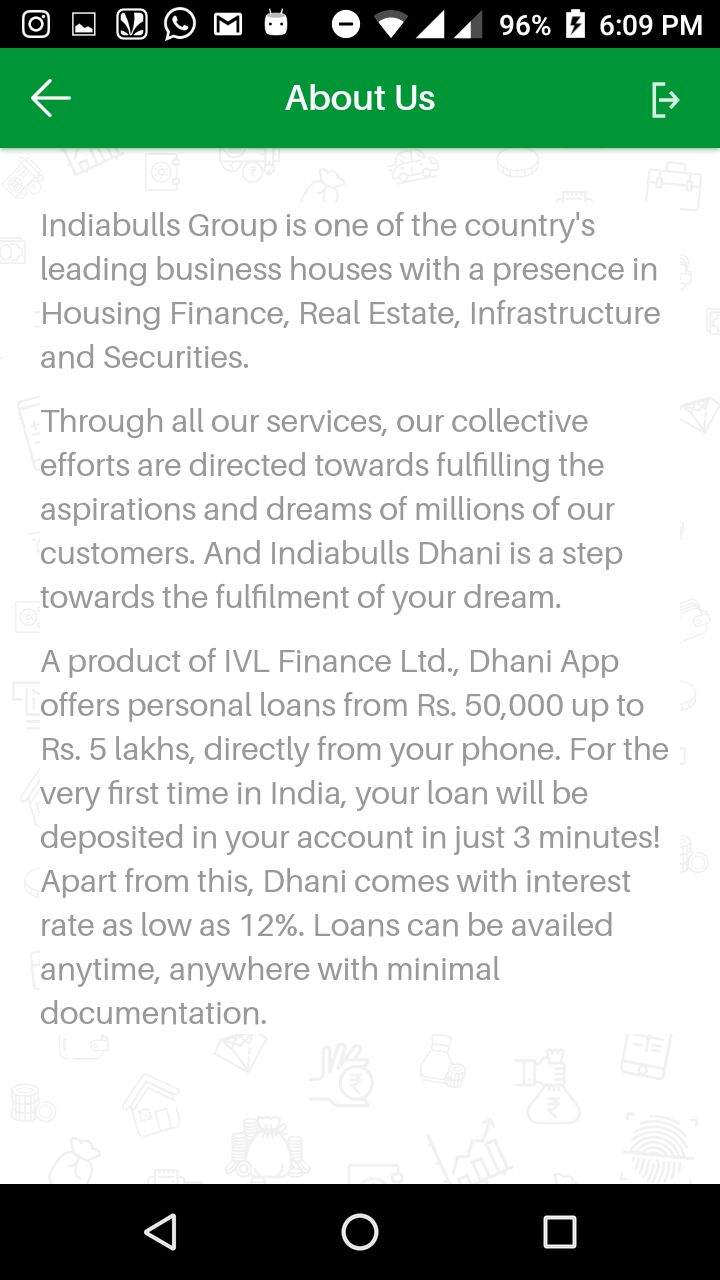 96% 6:09 PM
About Us
Indiabulls Group is one of the country's
leading business houses with a presence in
Housing Finance, Real Estate, Infrastructure
and Securities.
Through all our services, our collective
efforts are directed towards fulfilling the
aspirations and dreams of millions of our
customers. And Indiabulls Dhani is a step
towards the fulfilment of your dream.
A product of IVL Finance Ltd., Dhani App
offers personal loans from Rs. 50,000 up to
Rs. 5 lakhs, directly from your phone. For the
very first time in India, your loan will be
deposited in your account in just 3 minutes!
Apart from this, Dhani comes with interest
rate as low as 12%. Loans can be availed
anytime, anywhere with minimal
documentation.